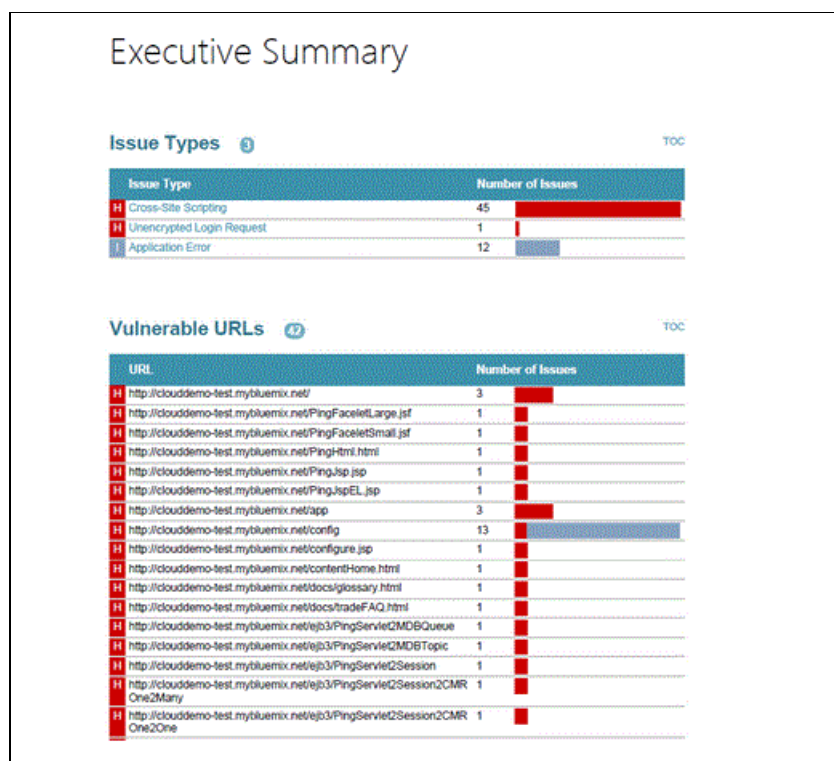 Executive Summary
Issue Types 3 TOC
Issue Type Number of Issues
H Cross-Site Scripting 45
H Unencrypted Login Request 1
I Application Error 12
Vulnerable URLs 42 TOC
URL Number of Issues
H http://clouddemo-test.mybluemix.net/ 3
H http://clouddemo-test.mybluemix.net/PingFaceletLarge.jsf 1
H http://clouddemo-test.mybluemix.net/PingFaceletSmall.jsf 1
H http://clouddemo-test.mybluemix.net/PingHtml.html 1
H http://clouddemo-test.mybluemix.net/PingJsp.jsp 1
H http://clouddemo-test.mybluemix.net/PingJspEL.jsp 1
H http://clouddemo-test.mybluemix.net/app 3
H http://clouddemo-test.mybluemix.net/config 13
H http://clouddemo-test.mybluemix.net/configure.jsp 1
H http://clouddemo-test.mybluemix.net/contentHome.html 1
H http://clouddemo-test.mybluemix.net/docs/glossary.html 1
H http://clouddemo-test.mybluemix.net/docs/tradeFAQ.html 1
H http://clouddemo-test.mybluemix.net/ejb3/PingServlet2MDBQueue 1
H http://clouddemo-test.mybluemix.net/ejb3/PingServlet2MDBTopic 1
H http://clouddemo-test.mybluemix.net/ejb3/PingServlet2Session 1
H http://clouddemo-test.mybluemix.net/ejb3/PingServlet2Session2CMR 1
One2Many
H http://clouddemo-test.mybluemix.net/ejb3/PingServlet2Session2CMR 1
One2One